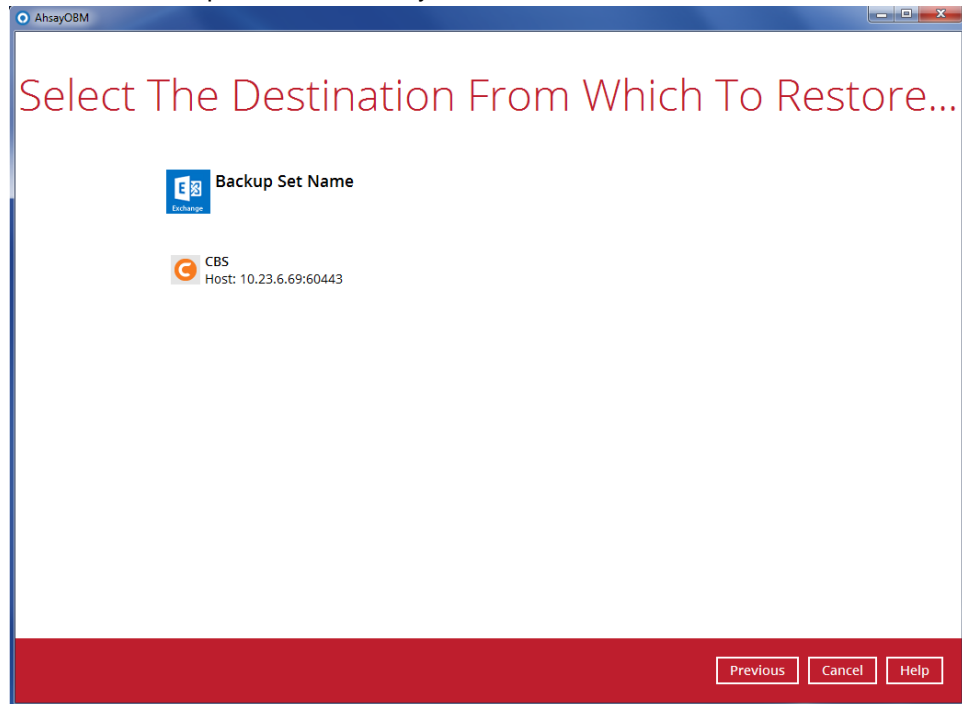 AhsayOBM
Select The Destination From Which To Restore...
E
Exchange
Backup Set Name
CBS
Host: 10.23.6.69:60443
Previous
Cancel
Help